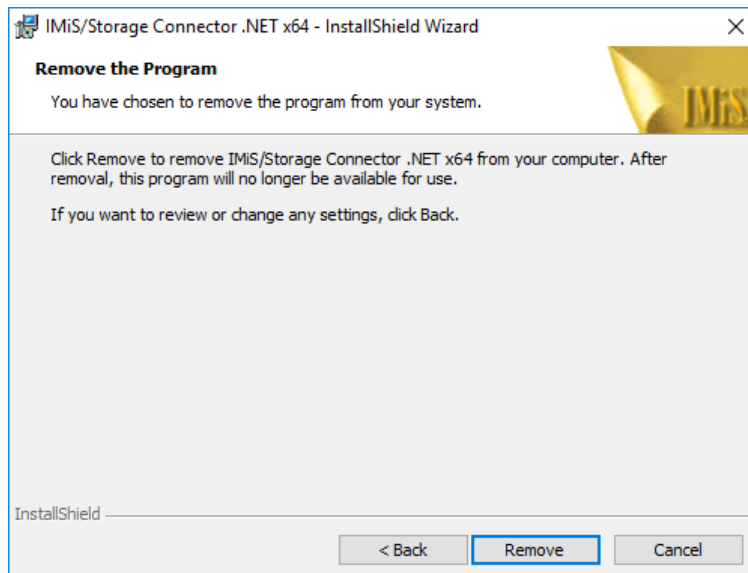 IMiS/Storage Connector .NET x64 - InstallShield Wizard
Remove the Program
You have chosen to remove the program from your system.
IMiS
Click Remove to remove IMiS/Storage Connector .NET x64 from your computer. After
removal, this program will no longer be available for use.
If you want to review or change any settings, click Back.
InstallShield
< Back
Remove
Cancel